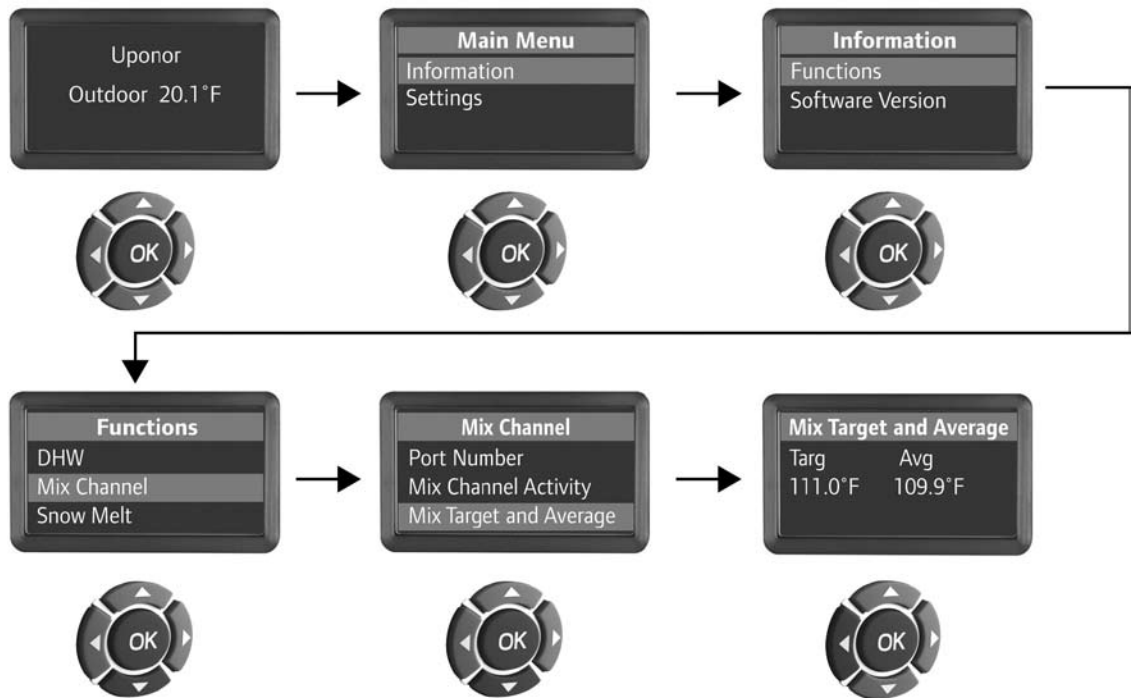 Uponor
Outdoor 20.1°F
OK
Main Menu
Information
Settings
OK
Information
Functions
Software Version
OK
Functions
DHW
Mix Channel
Snow Melt
OK
Mix Channel
Port Number
Mix Channel Activity
Mix Target and Average
OK
Mix Target and Average
Targ Avg
111.0°F 109.9°F
OK